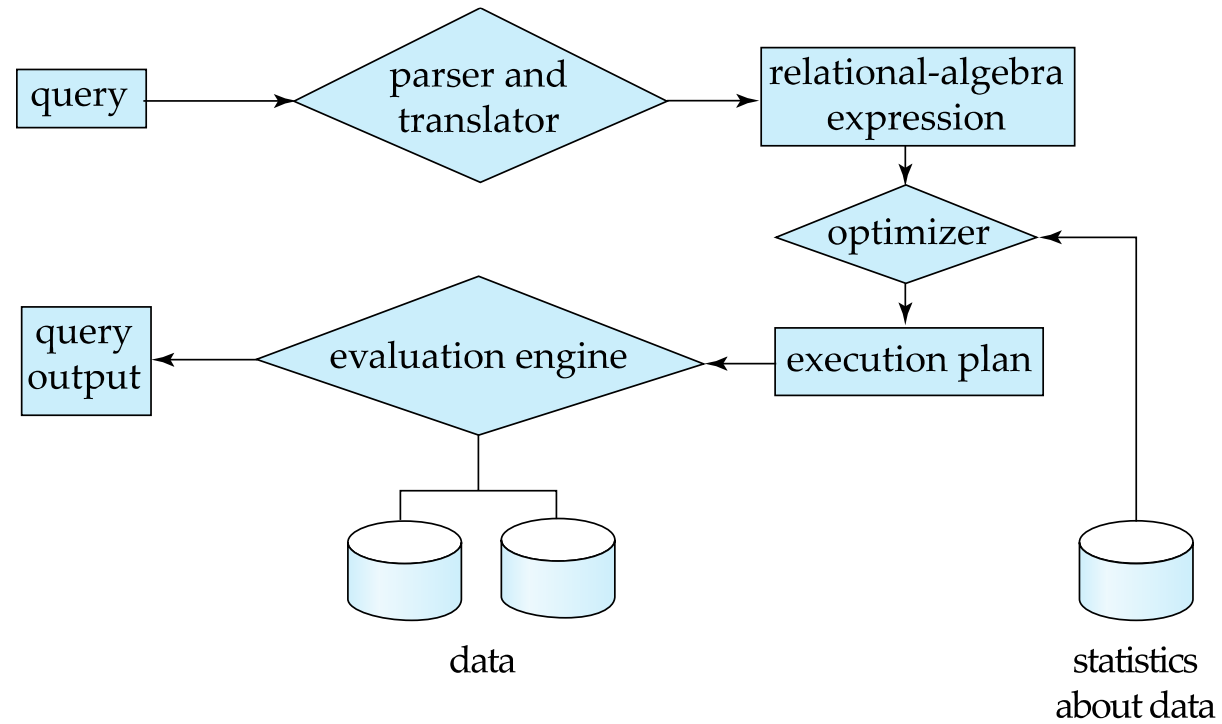 query
parser and
translator
relational-algebra
expression
optimizer
query
output
evaluation engine
execution plan
data
statistics
about data